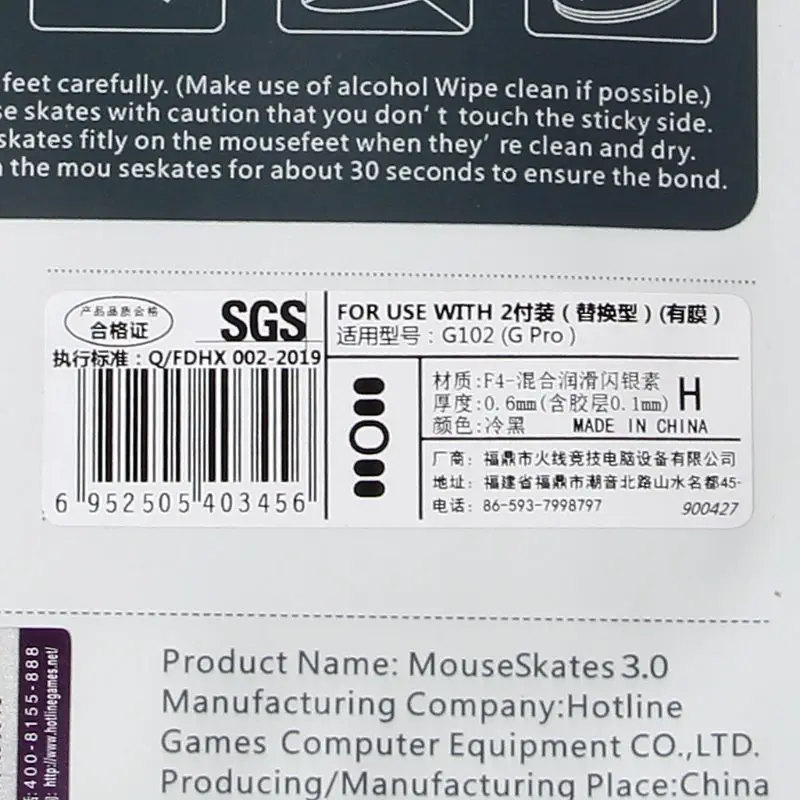 feet carefully. (Make use of alcohol Wipe clean if possible.)
se skates with caution that you don' t touch the sticky side.
skates fitly on the mousefeet when they' re clean and dry.
the mou seskates for about 30 seconds to ensure the bond.
产品品质合格
合格证
SGS
执行标准：Q/FDHX 002-2019
6 952505 403456
FOR USE WITH 2付装（替换型）(有膜）
适用型号：G102 (G Pro )
材质:F4-混合润滑闪银素
厚度:0.6mm(含胶层0.1mm)
H
颜色:冷黑 MADE IN CHINA
厂商：福鼎市火线竞技电脑设备有限公司
地址：福建省福鼎市潮音北路山水名都45-
电话：86-593-7998797
900427
:400-8155-888
http://www.hotlinegames.net/
Product Name: MouseSkates 3.0
Manufacturing Company:Hotline
Games Computer Equipment CO.,LTD.
Producing/Manufacturing Place:China